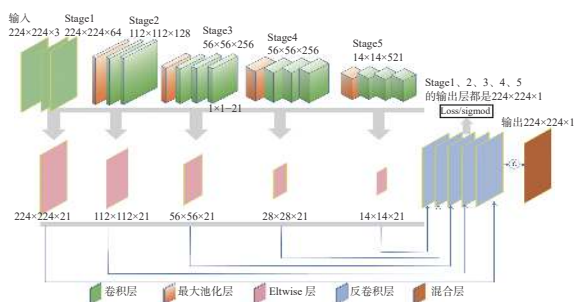 输入
224×224×3
Stage1
224×224×64
Stage2
112×112×128
Stage3
56×56×256
Stage4
56×56×256
Stage5
14×14×521
1×1−21
Stage1、2、3、4、5
的输出层都是224×224×1
Loss/sigmod
输出224×224×1
224×224×21
112×112×21
56×56×21
28×28×21
14×14×21
卷积层
最大池化层
Eltwise 层
反卷积层
混合层